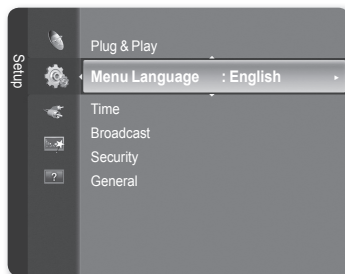 Setup
Plug & Play
Menu Language : English
Time
Broadcast
Security
General
?